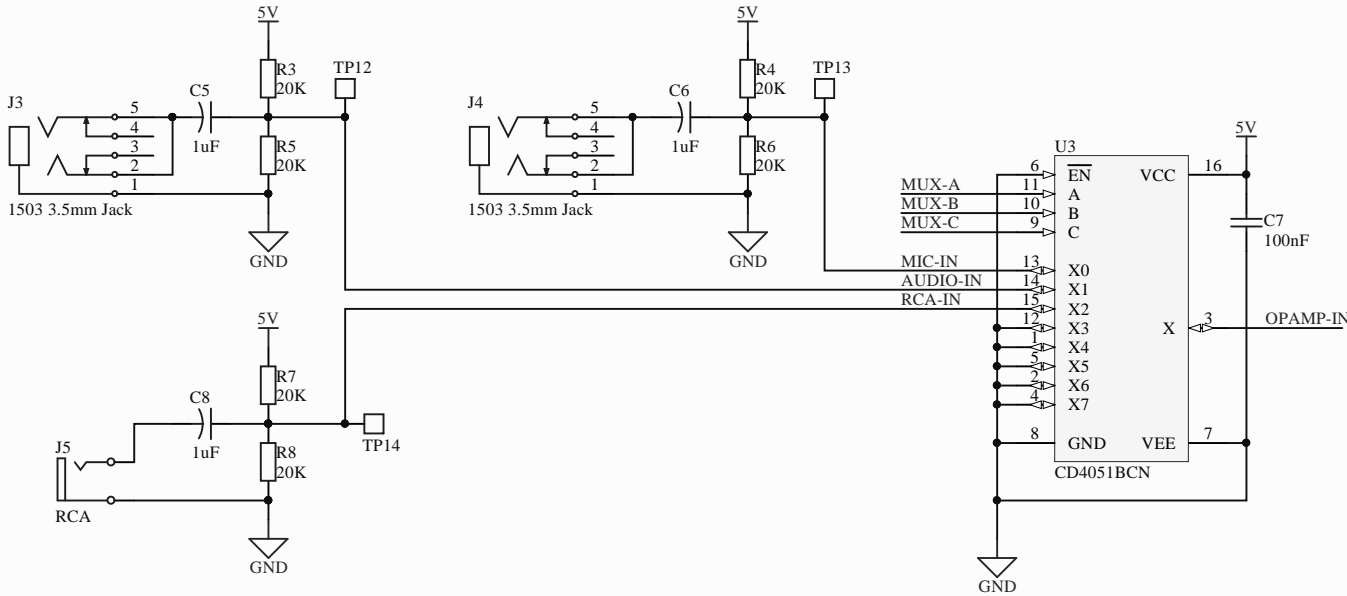 5V
R3
20K
TP12
J3
C5
1uF
5
4
3
2
1
R5
20K
1503 3.5mm Jack
GND
5V
R4
20K
TP13
J4
C6
1uF
5
4
3
2
1
R6
20K
1503 3.5mm Jack
GND
5V
R7
20K
C8
1uF
TP14
J5
R8
20K
RCA
GND
U3
5V
6 EN VCC 16
MUX-A 11 A
MUX-B 10 B
MUX-C 9 C
C7
100nF
MIC-IN 13 X0
AUDIO-IN 14 X1
RCA-IN 15 X2
12 X3 X 3 OPAMP-IN
1 X4
5 X5
2 X6
4 X7
8 GND VEE 7
CD4051BCN
GND